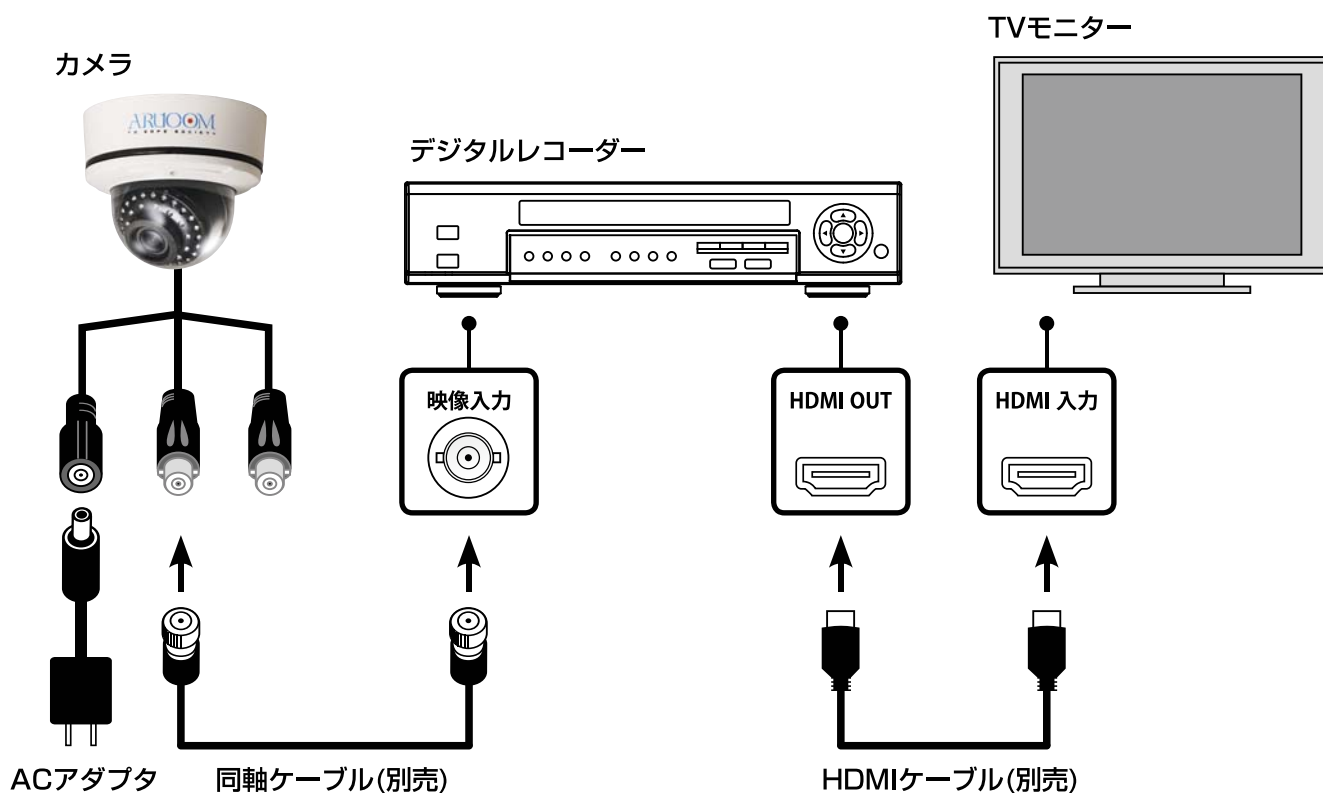 TVモニター
カメラ
ARUCOM
デジタルレコーダー
映像入力
HDMI OUT
HDMI 入力
ACアダプタ
同軸ケーブル(別売)
HDMIケーブル(別売)